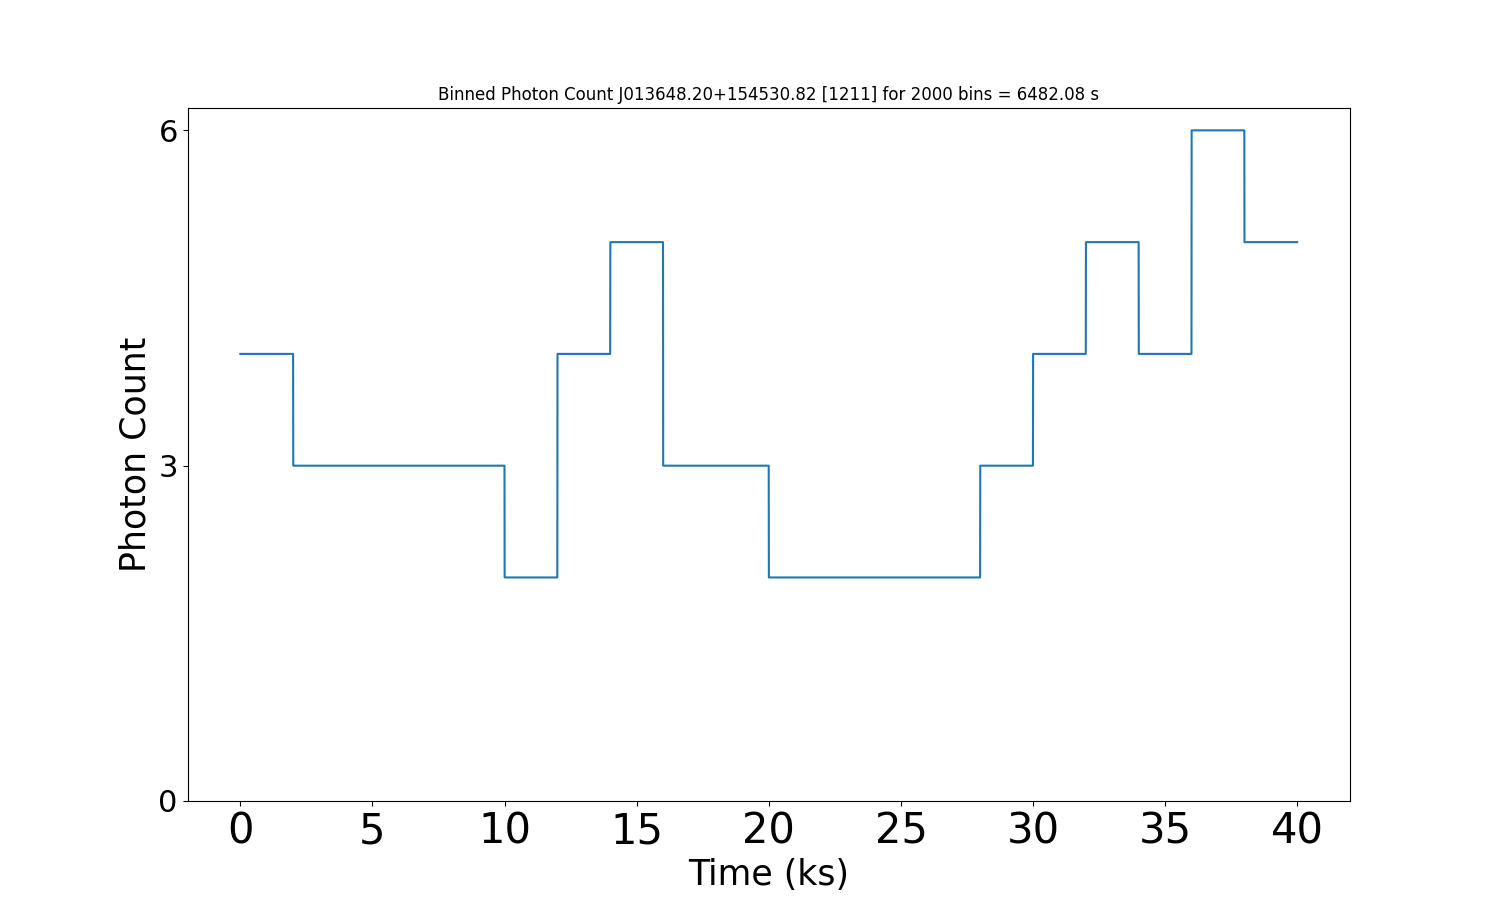 Binned Photon Count J013648.20+154530.82 [1211] for 2000 bins = 6482.08 s
6
3
0
Photon Count
0 5 10 15 20 25 30 35 40
Time (ks)